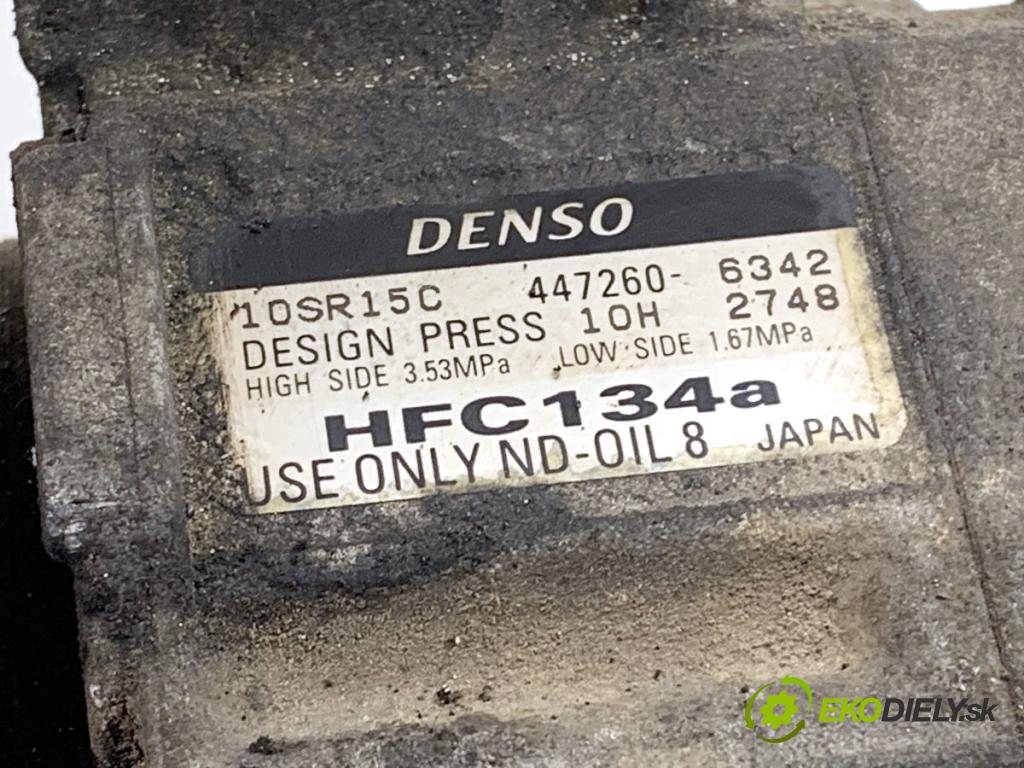 DENSO
10SR15C 447260- 6342
DESIGN PRESS 10H 2748
HIGH SIDE 3.53MPa LOW SIDE 1.67MPa
HFC134a
USE ONLY ND-OIL 8 JAPAN
EKODIELY.sk